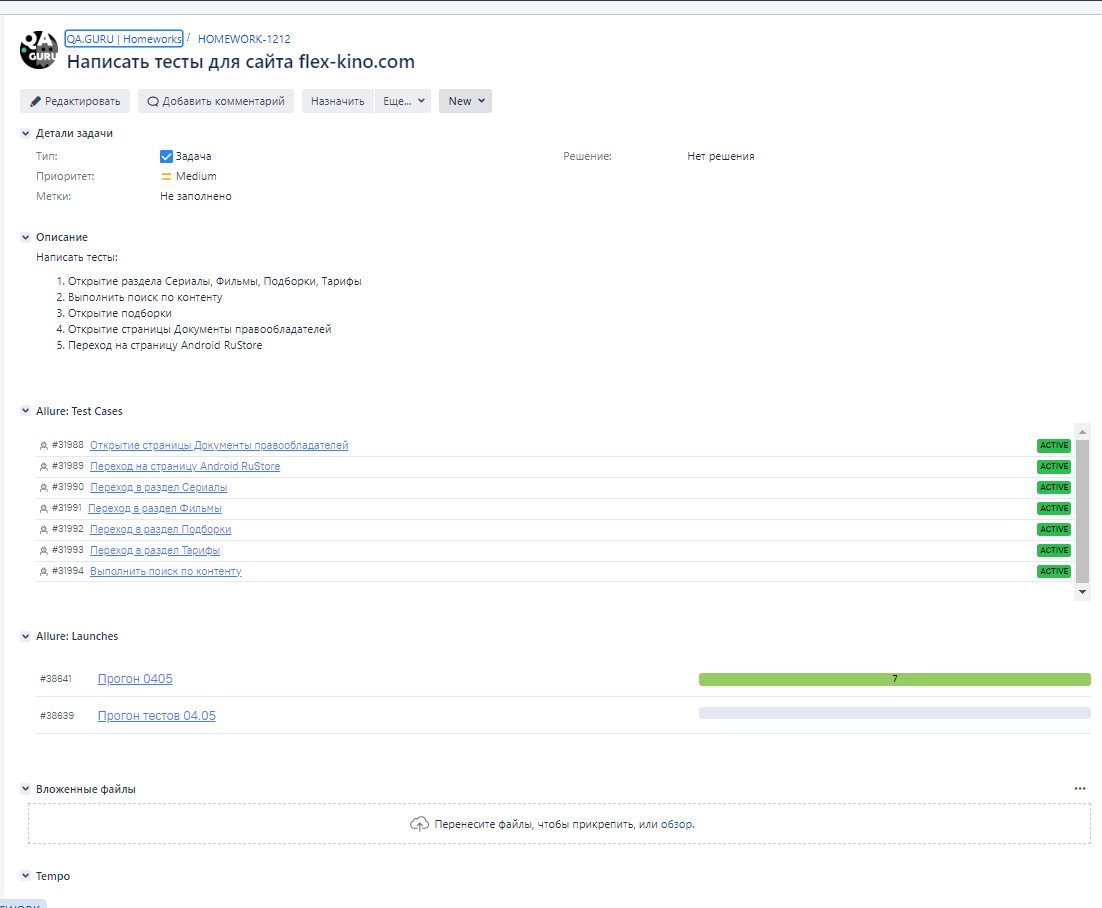 QA GURU
QA.GURU | Homeworks / HOMEWORK-1212
Написать тесты для сайта flex-kino.com
Редактировать Добавить комментарий Назначить Еще... New
Детали задачи
Тип: Задача Решение: Нет решения
Приоритет: Medium
Метки: Не заполнено
Описание
Написать тесты:
1. Открытие раздела Сериалы, Фильмы, Подборки, Тарифы
2. Выполнить поиск по контенту
3. Открытие подборки
4. Открытие страницы Документы правообладателей
5. Переход на страницу Android RuStore
Allure: Test Cases
#31988 Открытие страницы Документы правообладателей ACTIVE
#31989 Переход на страницу Android RuStore ACTIVE
#31990 Переход в раздел Сериалы ACTIVE
#31991 Переход в раздел Фильмы ACTIVE
#31992 Переход в раздел Подборки ACTIVE
#31993 Переход в раздел Тарифы ACTIVE
#31994 Выполнить поиск по контенту ACTIVE
Allure: Launches
#38641 Прогон 0405 7
#38639 Прогон тестов 04.05
Вложенные файлы
Перенесите файлы, чтобы прикрепить, или обзор.
Tempo